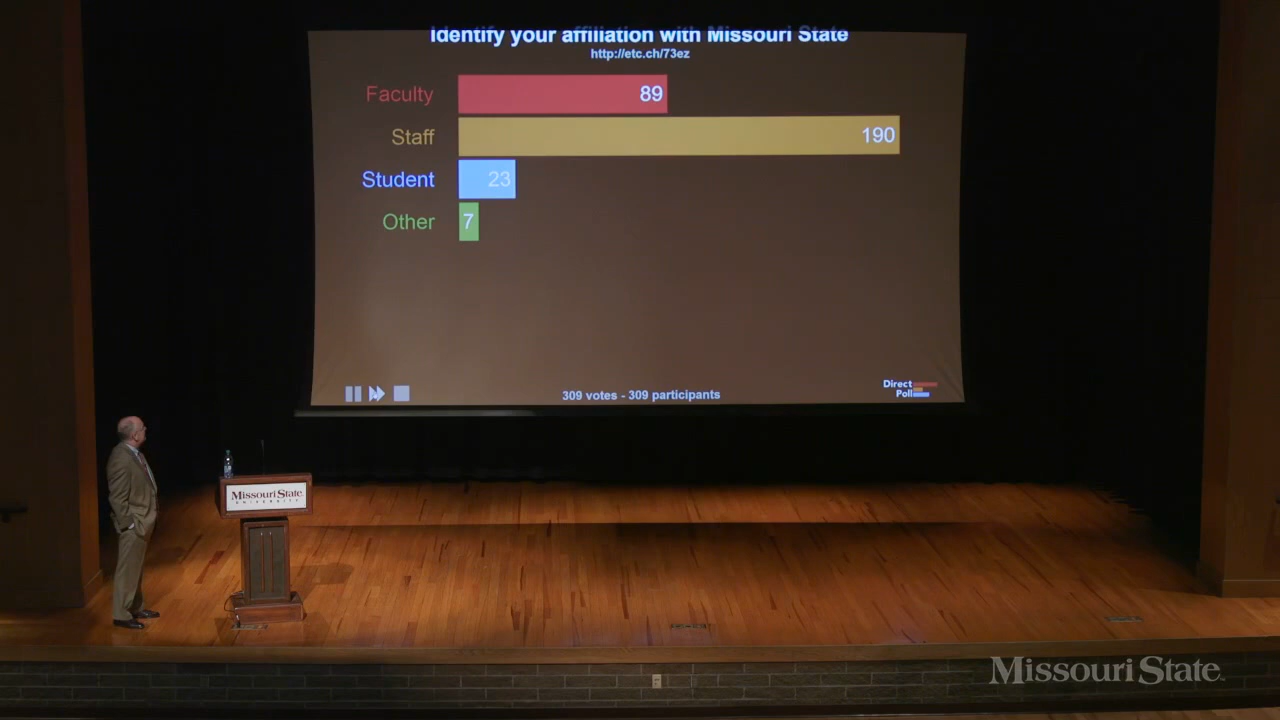 Identify your affiliation with Missouri State
http://etc.ch/73ez
Faculty 89
Staff 190
Student 23
Other 7
309 votes - 309 participants
Direct
Poll
Missouri State
UNIVERSITY
Missouri State